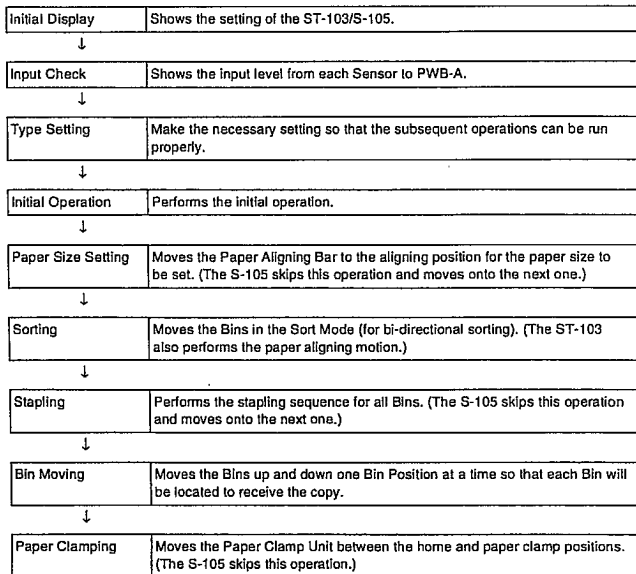 Initial Display
Shows the setting of the ST-103/S-105.
↓
Input Check
Shows the input level from each Sensor to PWB-A.
↓
Type Setting
Make the necessary setting so that the subsequent operations can be run
properly.
↓
Initial Operation
Performs the initial operation.
↓
Paper Size Setting
Moves the Paper Aligning Bar to the aligning position for the paper size to
be set. (The S-105 skips this operation and moves onto the next one.)
↓
Sorting
Moves the Bins in the Sort Mode (for bi-directional sorting). (The ST-103
also performs the paper aligning motion.)
↓
Stapling
Performs the stapling sequence for all Bins. (The S-105 skips this operation
and moves onto the next one.)
↓
Bin Moving
Moves the Bins up and down one Bin Position at a time so that each Bin will
be located to receive the copy.
↓
Paper Clamping
Moves the Paper Clamp Unit between the home and paper clamp positions.
(The S-105 skips this operation.)